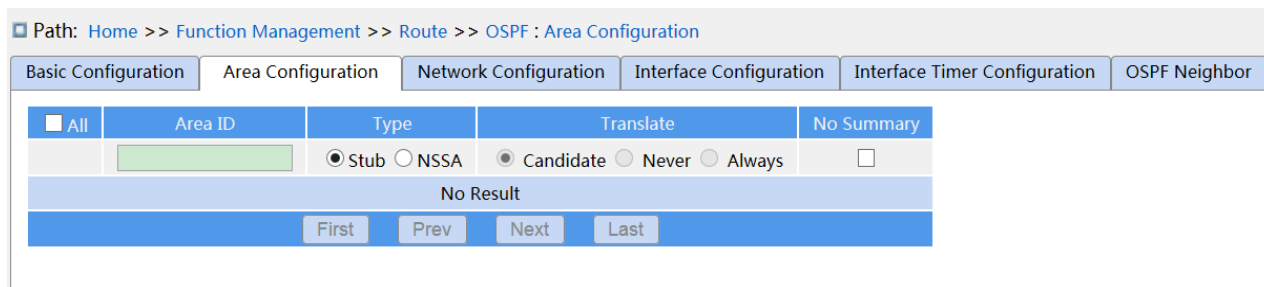 Path: Home >> Function Management >> Route >> OSPF : Area Configuration
Basic Configuration Area Configuration Network Configuration Interface Configuration Interface Timer Configuration OSPF Neighbor
All Area ID Type Translate No Summary
Stub NSSA Candidate Never Always
No Result
First Prev Next Last